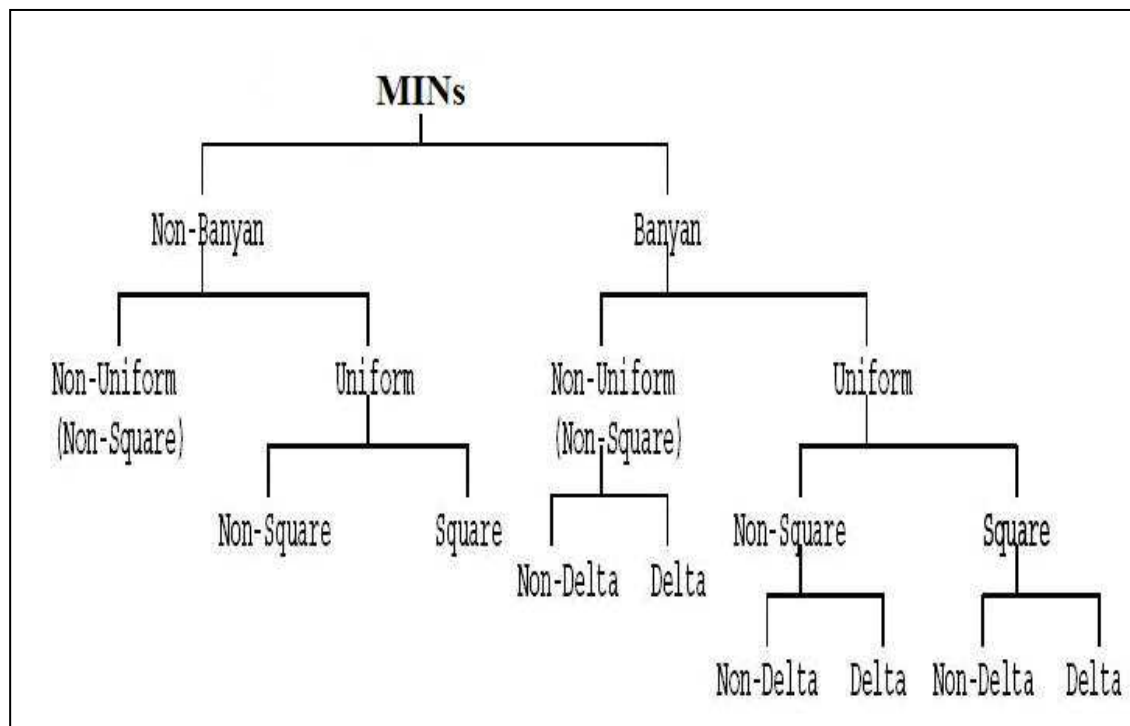 MINs
Non-Banyan
Banyan
Non-Uniform
(Non-Square)
Uniform
Non-Uniform
(Non-Square)
Uniform
Non-Square
Square
Non-Square
Square
Non-Delta
Delta
Non-Delta
Delta
Non-Delta
Delta